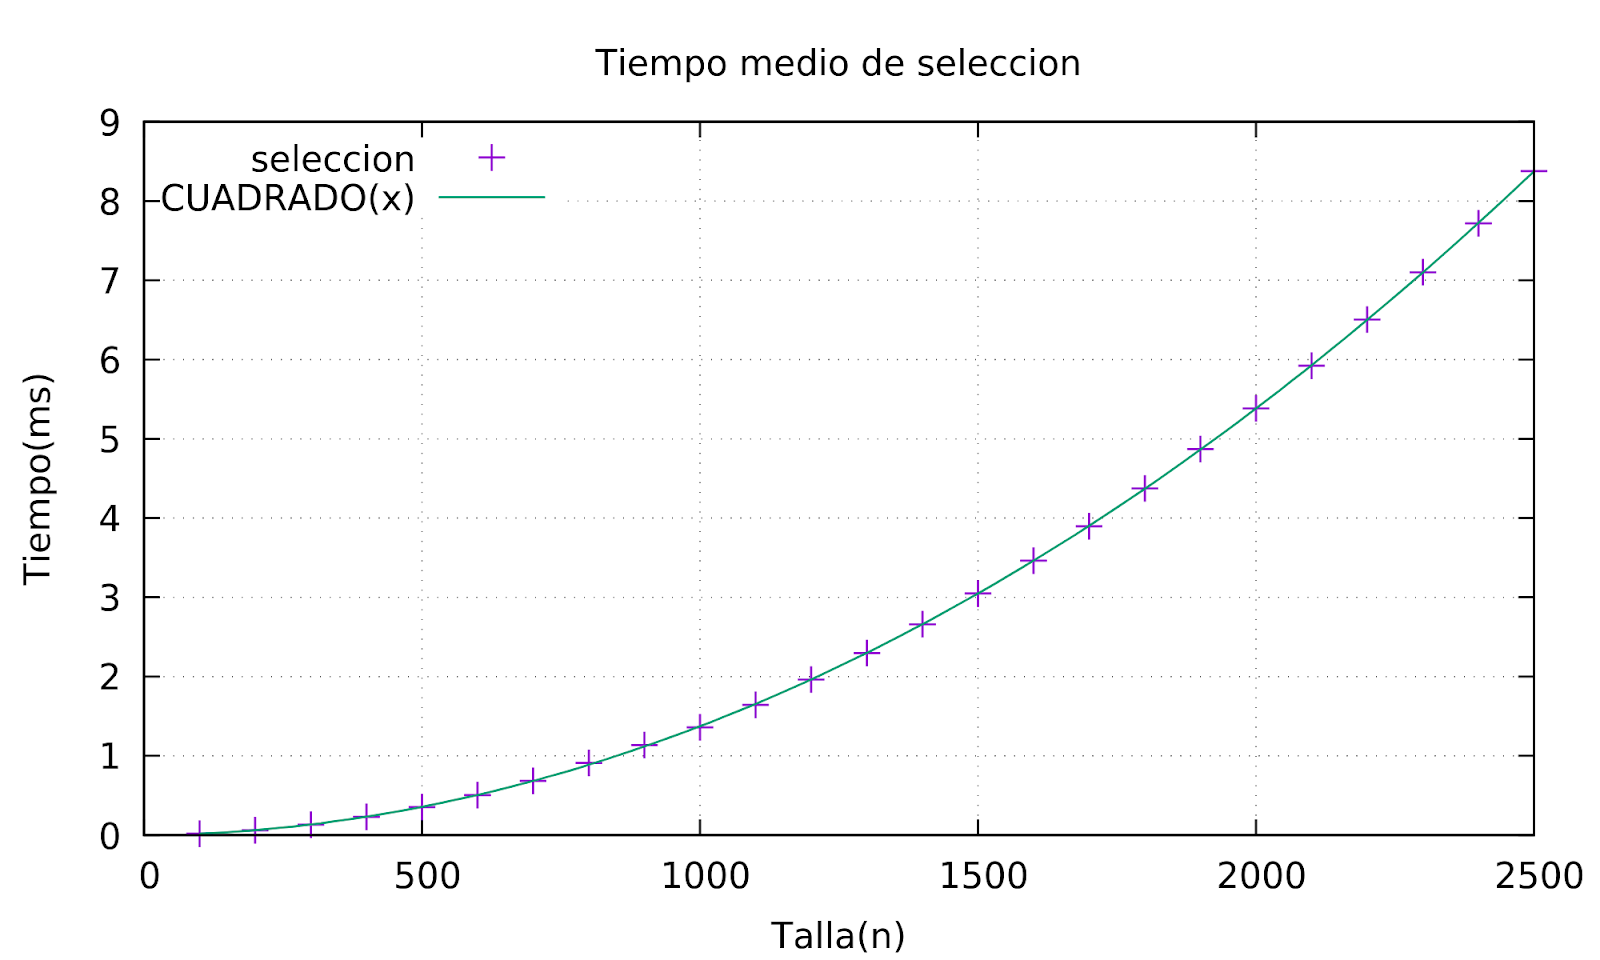 Tiempo medio de seleccion
seleccion
CUADRADO(x)
9
8
7
6
5
4
3
2
1
0
Tiempo(ms)
0 500 1000 1500 2000 2500
Talla(n)